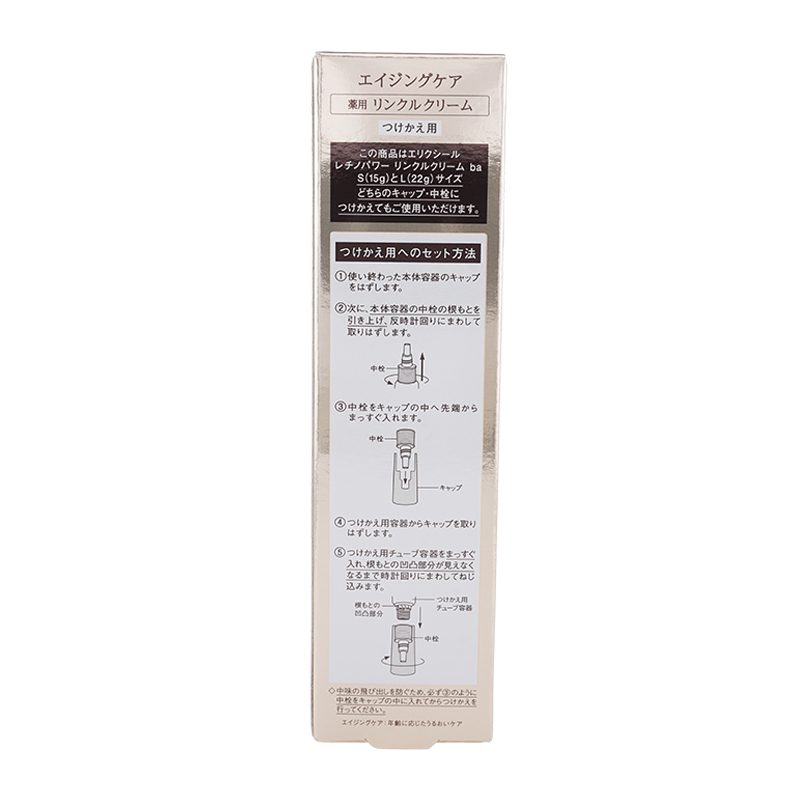 エイジングケア
薬用 リンクルクリーム
つけかえ用
この商品はエリクシール
レチノパワー リンクルクリーム ba
S(15g)とL(22g)サイズ
どちらのキャップ・中栓に
つけかえてもご使用いただけます。
つけかえ用へのセット方法
①使い終わった本体容器のキャップ
をはずします。
②次に、本体容器の中栓の根もとを
引き上げ、反時計回りにまわして
取りはずします。
中栓
③中栓をキャップの中へ先端から
まっすぐ入れます。
中栓
キャップ
④つけかえ用容器からキャップを取り
はずします。
⑤つけかえ用チューブ容器をまっすぐ
入れ、根もとの凹凸部分が見えなく
なるまで時計回りにまわしてねじ
込みます。
根もとの
凹凸部分
つけかえ用
チューブ容器
中栓
◇中味の飛び出しを防ぐため、必ず③のように
中栓をキャップの中に入れてからつけかえを
行ってください。
エイジングケア：年齢に応じたうるおいケア